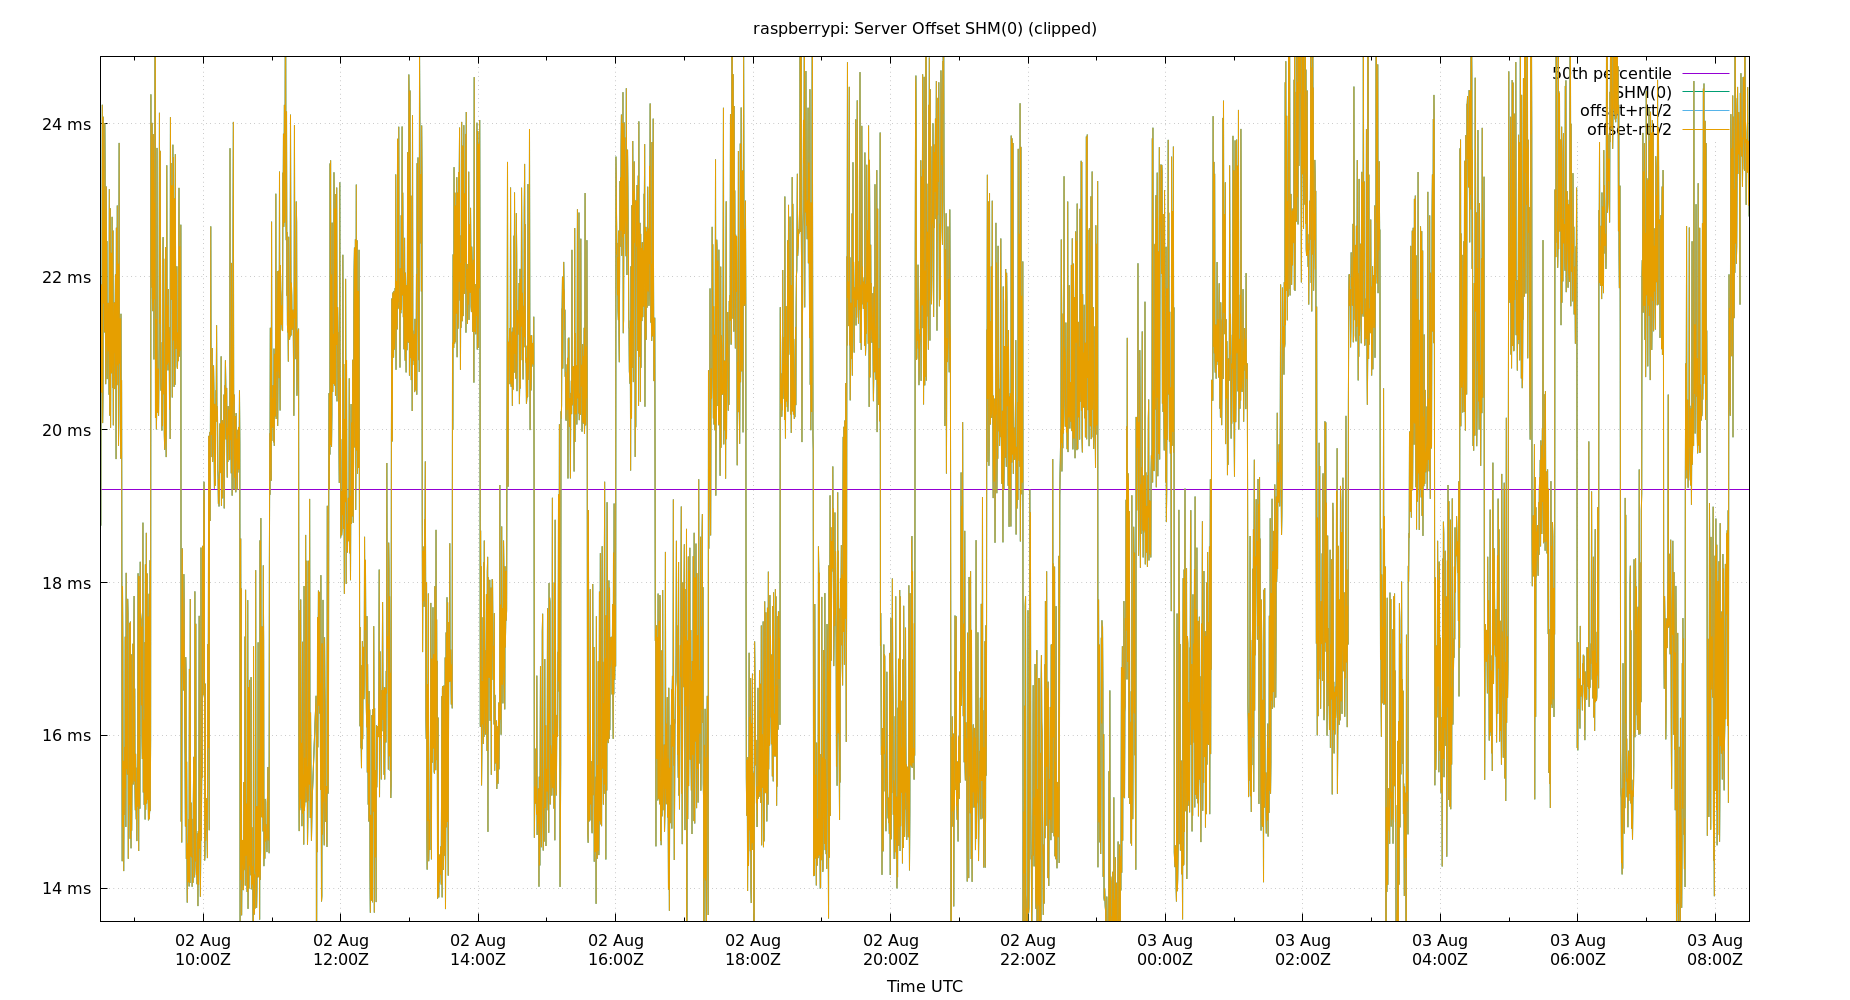 raspberrypi: Server Offset SHM(0) (clipped)
50th percentile
SHM(0)
offset+rtt/2
offset-rtt/2
24 ms
22 ms
20 ms
18 ms
16 ms
14 ms
02 Aug 02 Aug 02 Aug 02 Aug 02 Aug 02 Aug 02 Aug 03 Aug 03 Aug 03 Aug 03 Aug 03 Aug
10:00Z 12:00Z 14:00Z 16:00Z 18:00Z 20:00Z 22:00Z 00:00Z 02:00Z 04:00Z 06:00Z 08:00Z
Time UTC